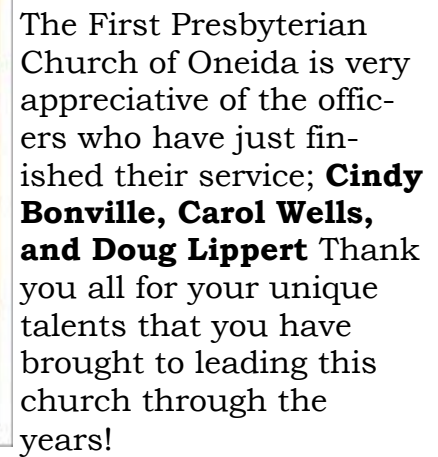 The First Presbyterian
Church of Oneida is very
appreciative of the offic-
ers who have just fin-
ished their service; Cindy
Bonville, Carol Wells,
and Doug Lippert Thank
you all for your unique
talents that you have
brought to leading this
church through the
years!